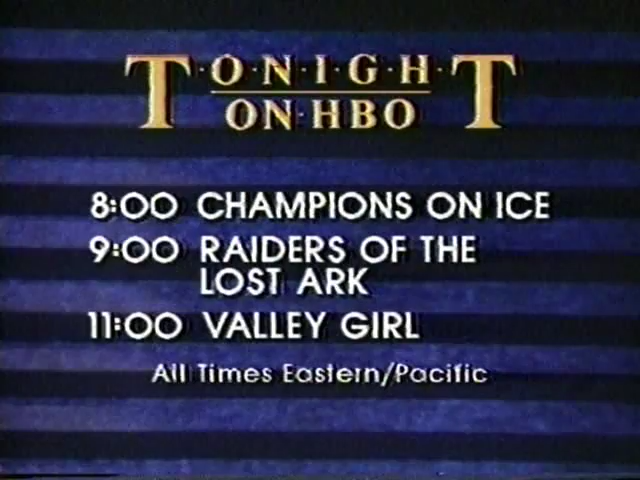 TONIGHT
ON HBO
8:00 CHAMPIONS ON ICE
9:00 RAIDERS OF THE
LOST ARK
11:00 VALLEY GIRL
All Times Eastern/Pacific